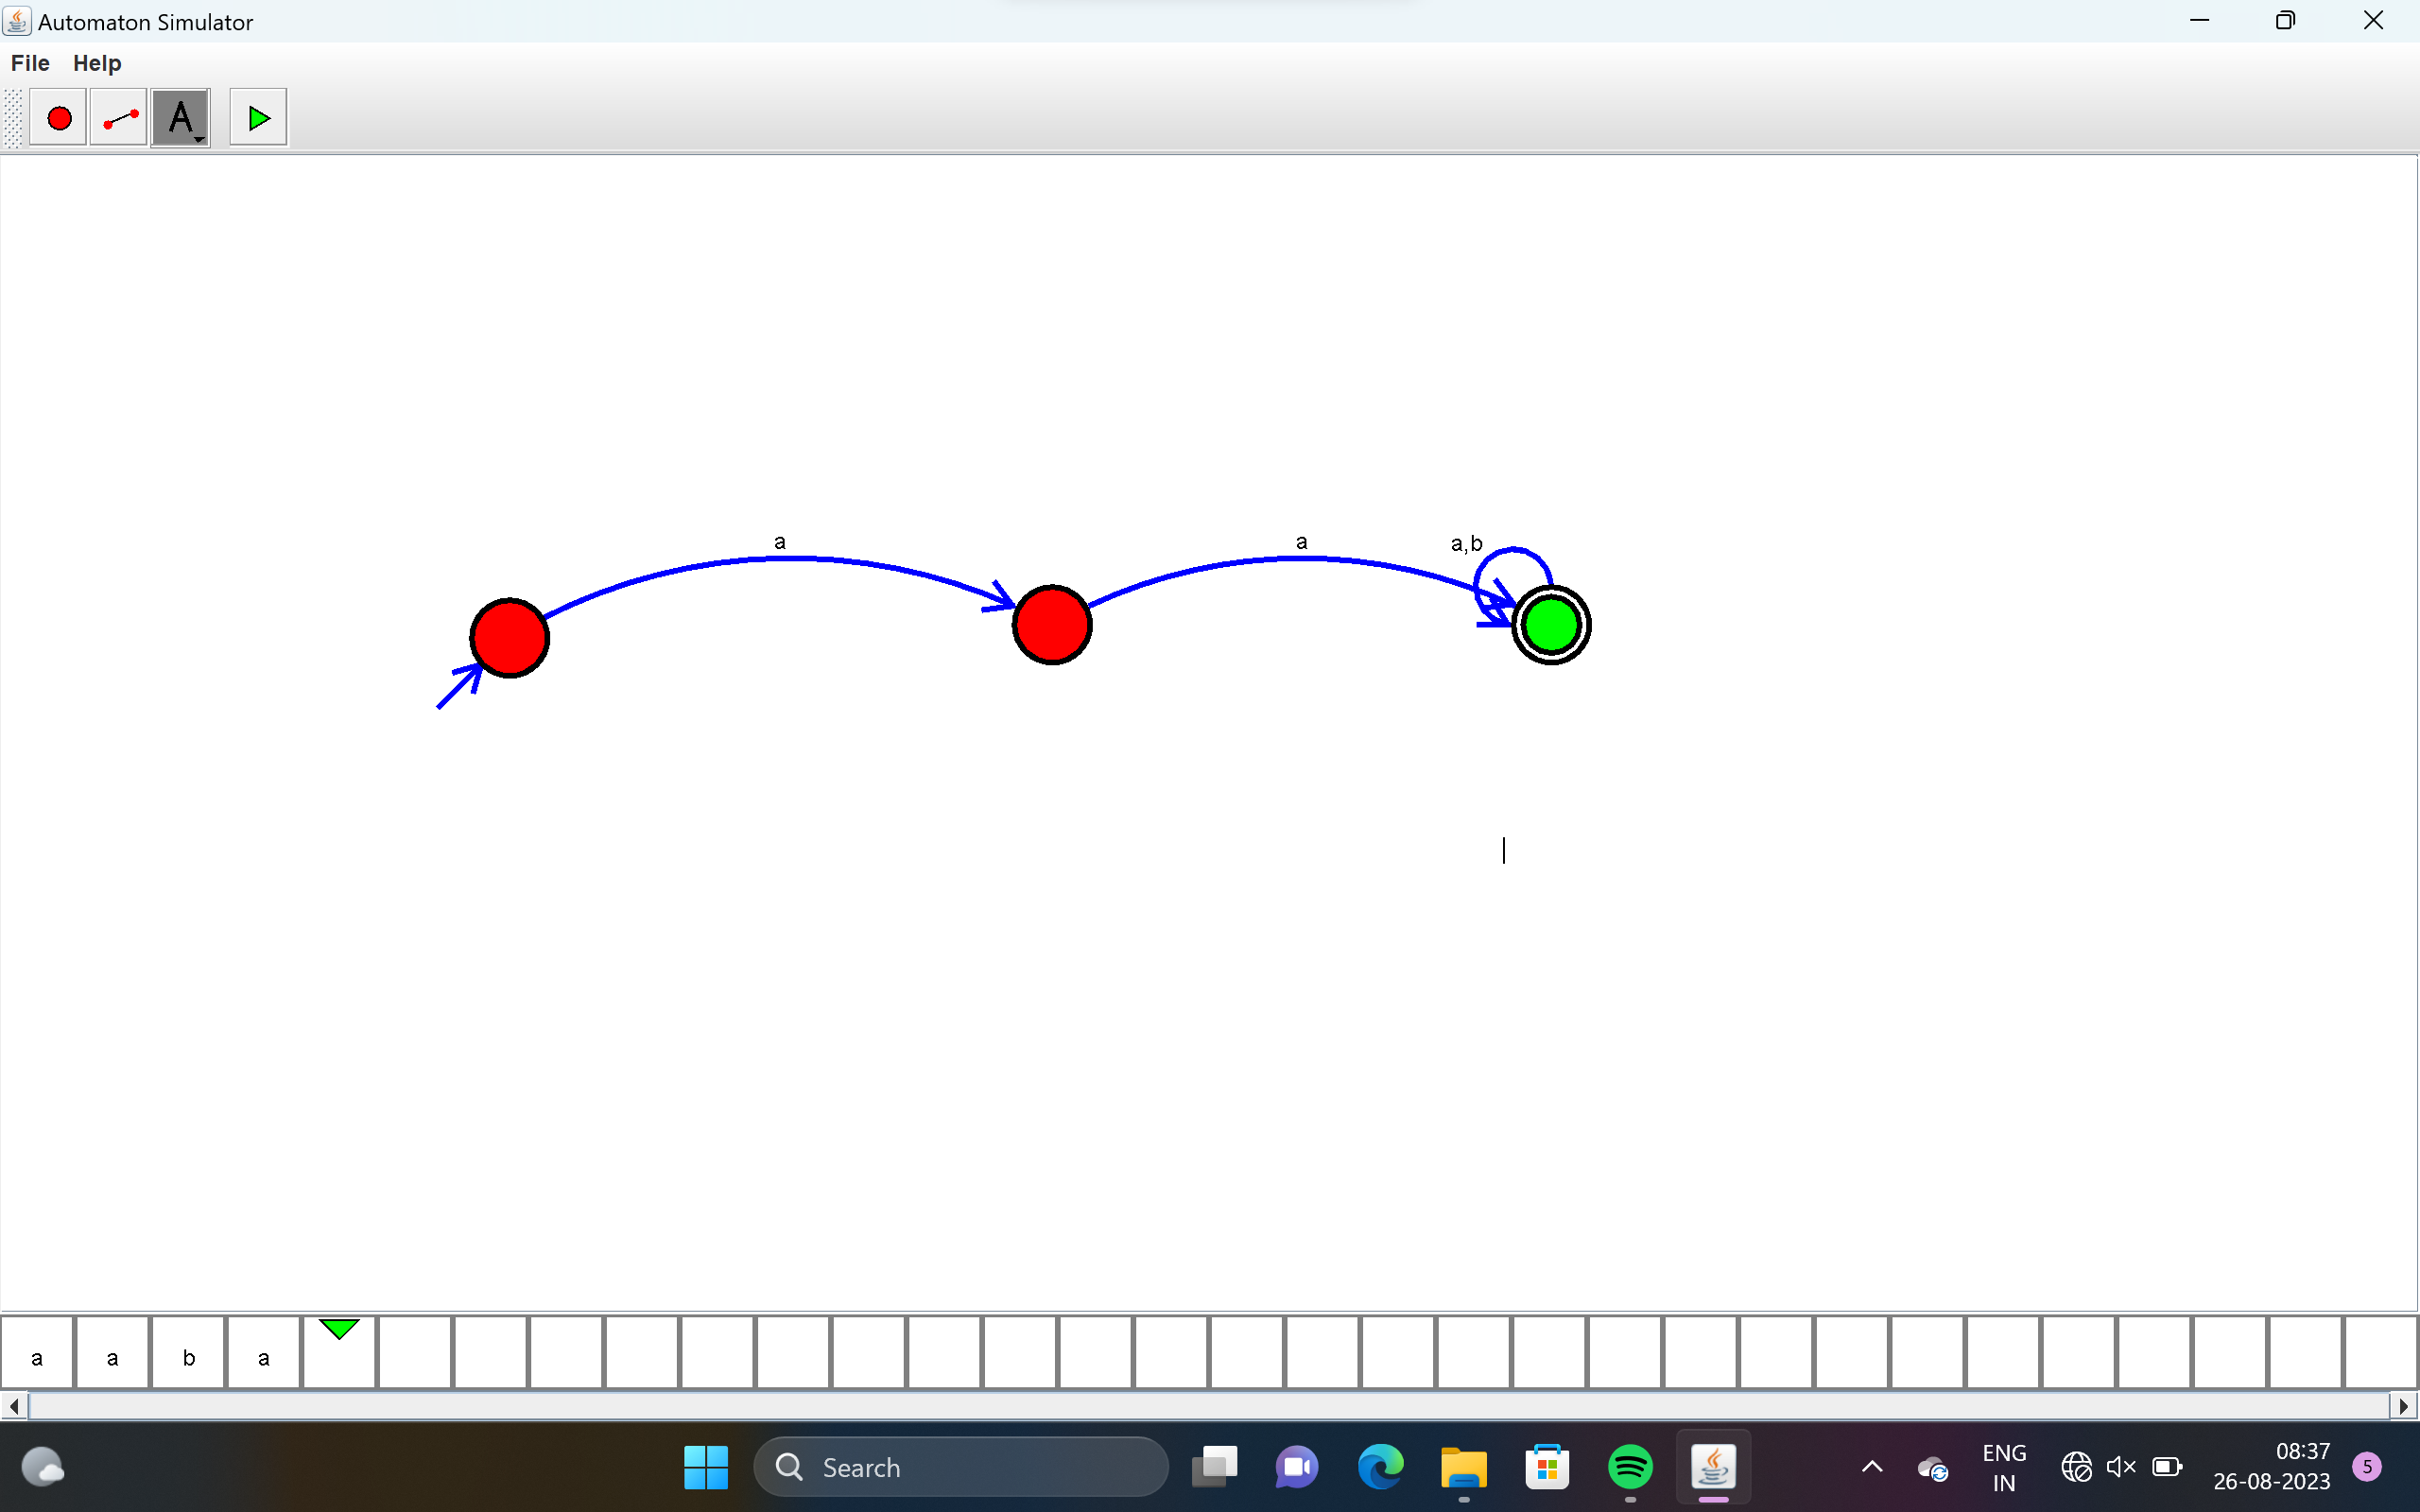 Automaton Simulator
File Help
A
a a a,b
a a b a
Search
ENG
IN
08:37
26-08-2023
5